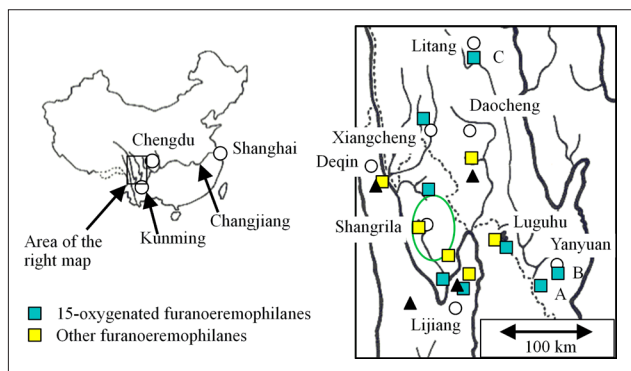 Chengdu
Shanghai
Changjiang
Kunming
Area of the
right map
15-oxygenated furanoeremophilanes
Other furanoeremophilanes
Litang
C
Daocheng
Xiangcheng
Deqin
Shangrila
Luguhu
Yanyuan
B
A
Lijiang
100 km